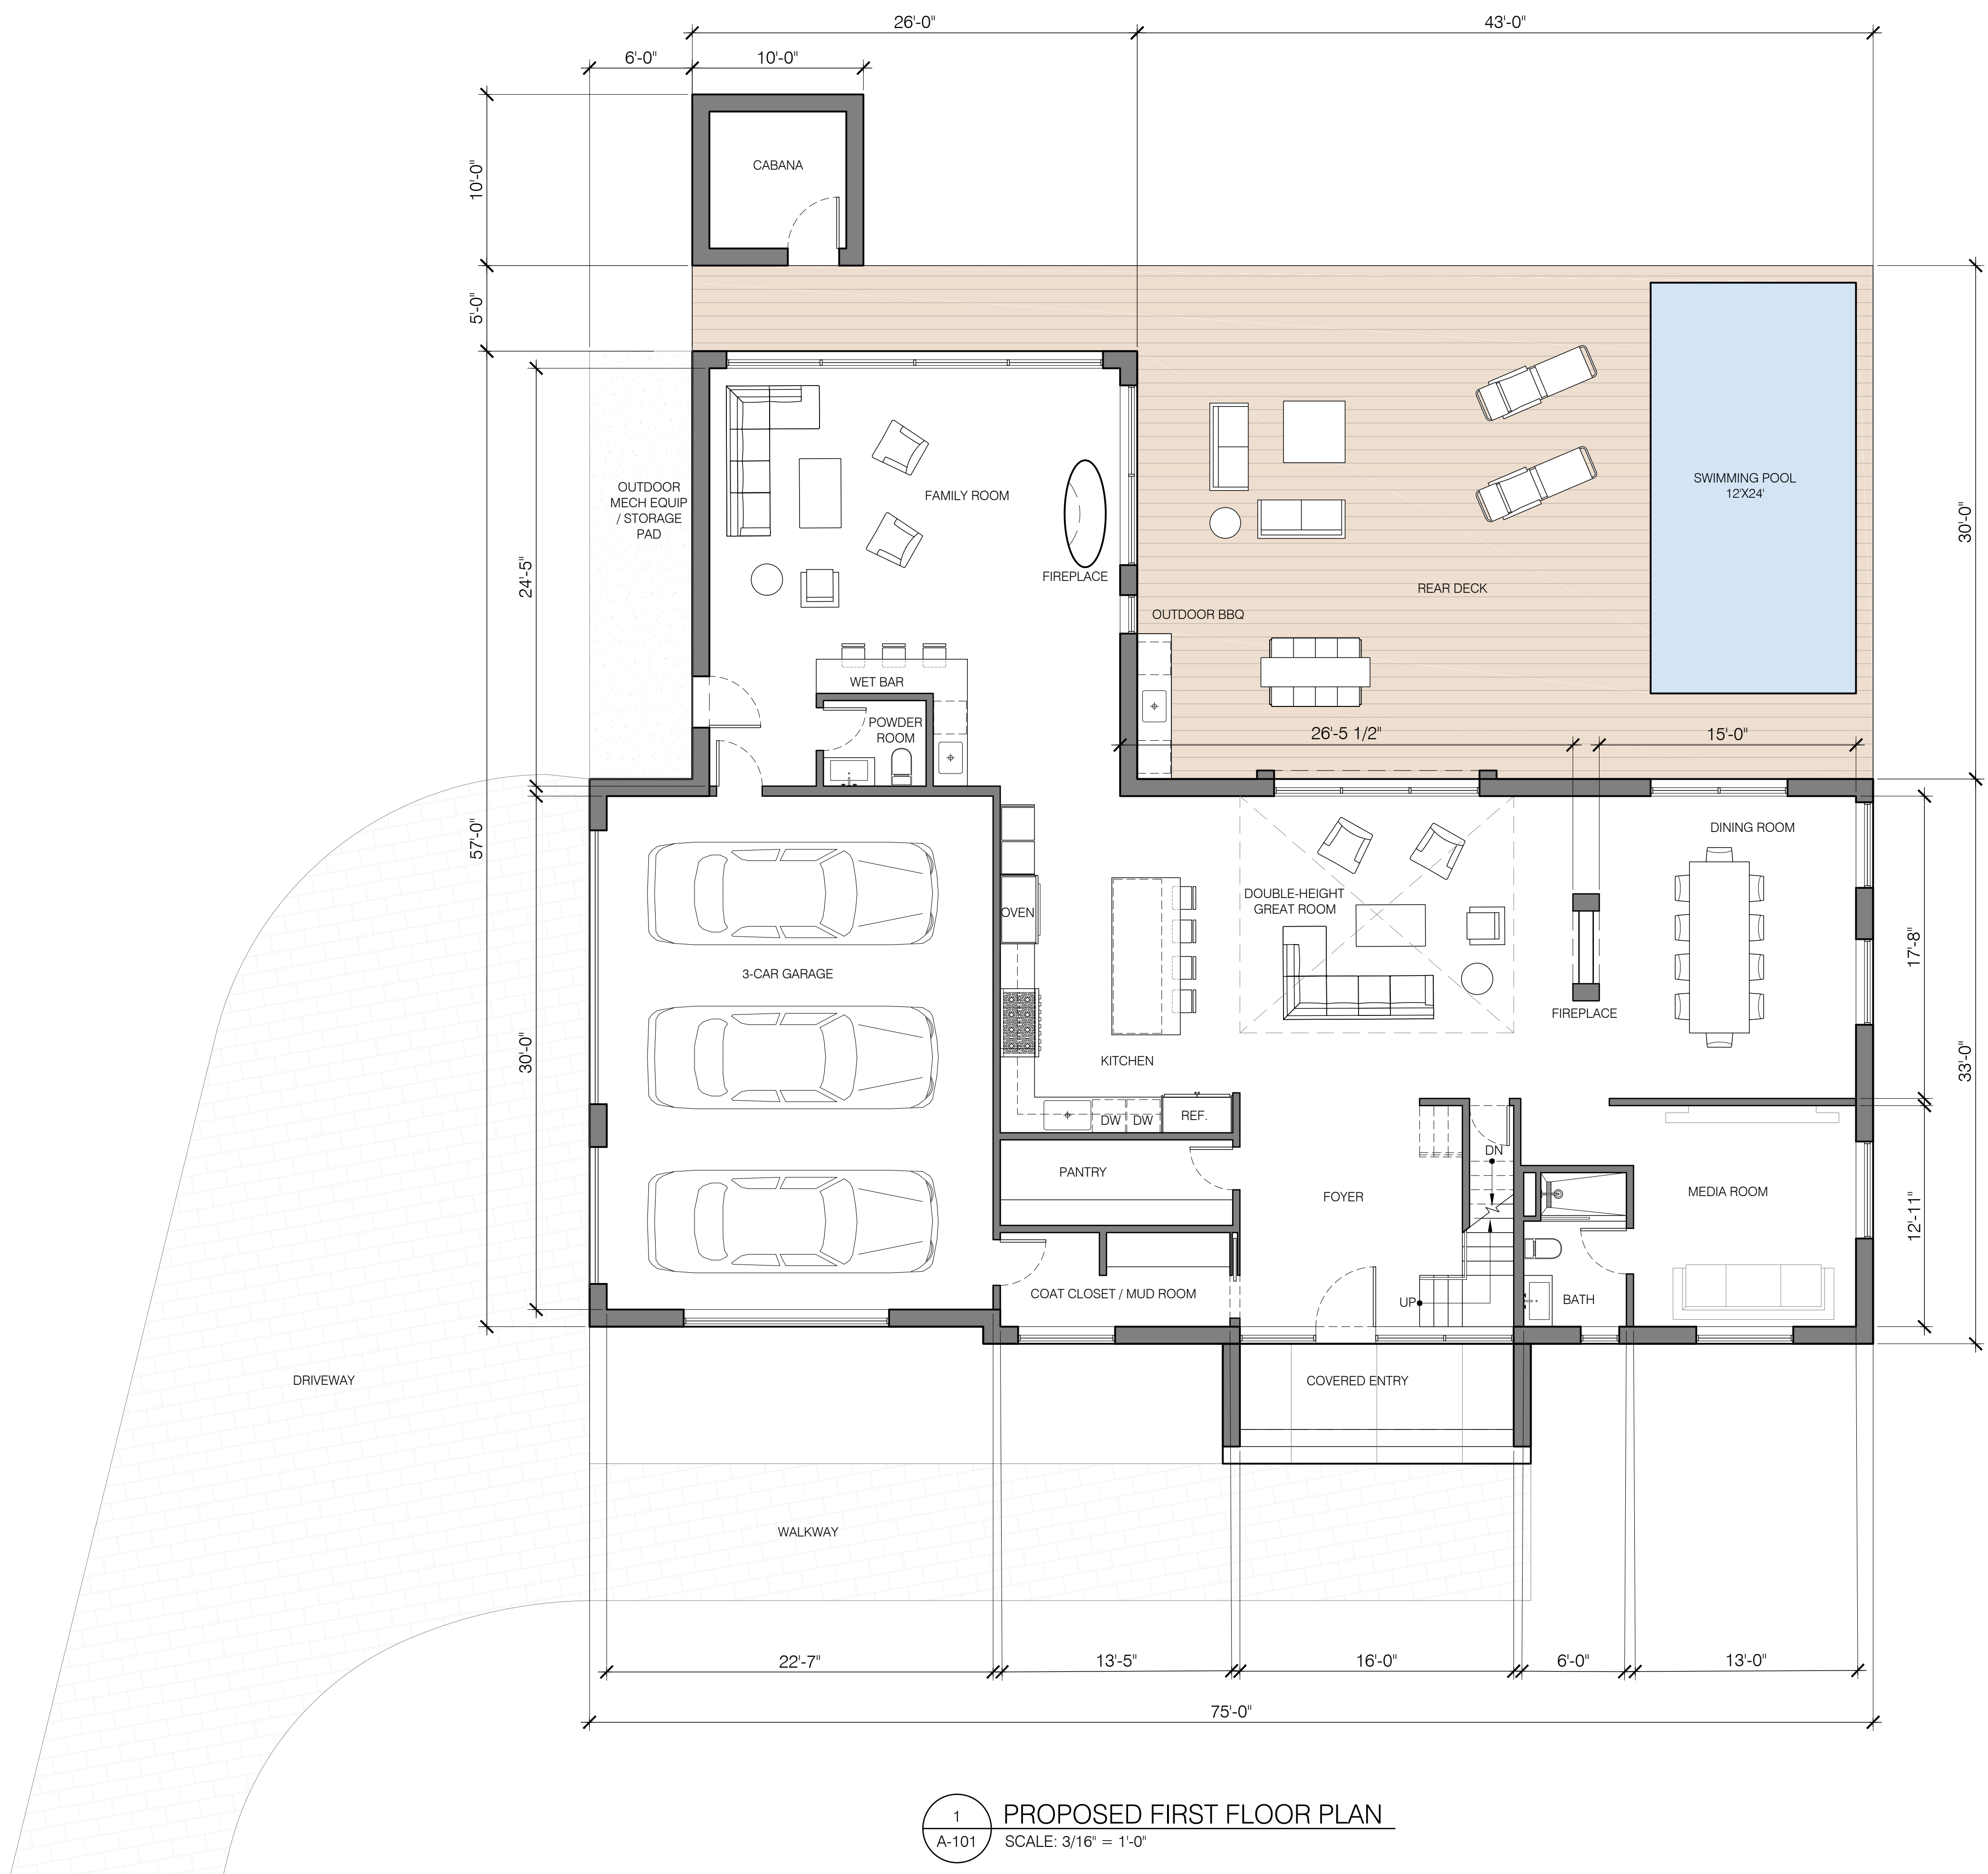 26'-0"
43'-0"
6'-0"
10'-0"
10'-0"
CABANA
5'-0"
30'-0"
OUTDOOR
MECH EQUIP
/ STORAGE
PAD
FAMILY ROOM
SWIMMING POOL
12'X24'
24'-5"
FIREPLACE
REAR DECK
OUTDOOR BBQ
WET BAR
POWDER
ROOM
26'-5 1/2"
15'-0"
57'-0"
DINING ROOM
DOUBLE-HEIGHT
GREAT ROOM
OVEN
17'-8"
3-CAR GARAGE
FIREPLACE
30'-0"
KITCHEN
33'-0"
DW
DW
REF.
DN
PANTRY
FOYER
MEDIA ROOM
12'-11"
COAT CLOSET / MUD ROOM
UP
BATH
DRIVEWAY
COVERED ENTRY
WALKWAY
22'-7"
13'-5"
16'-0"
6'-0"
13'-0"
75'-0"
1
A-101
PROPOSED FIRST FLOOR PLAN
SCALE: 3/16" = 1'-0"